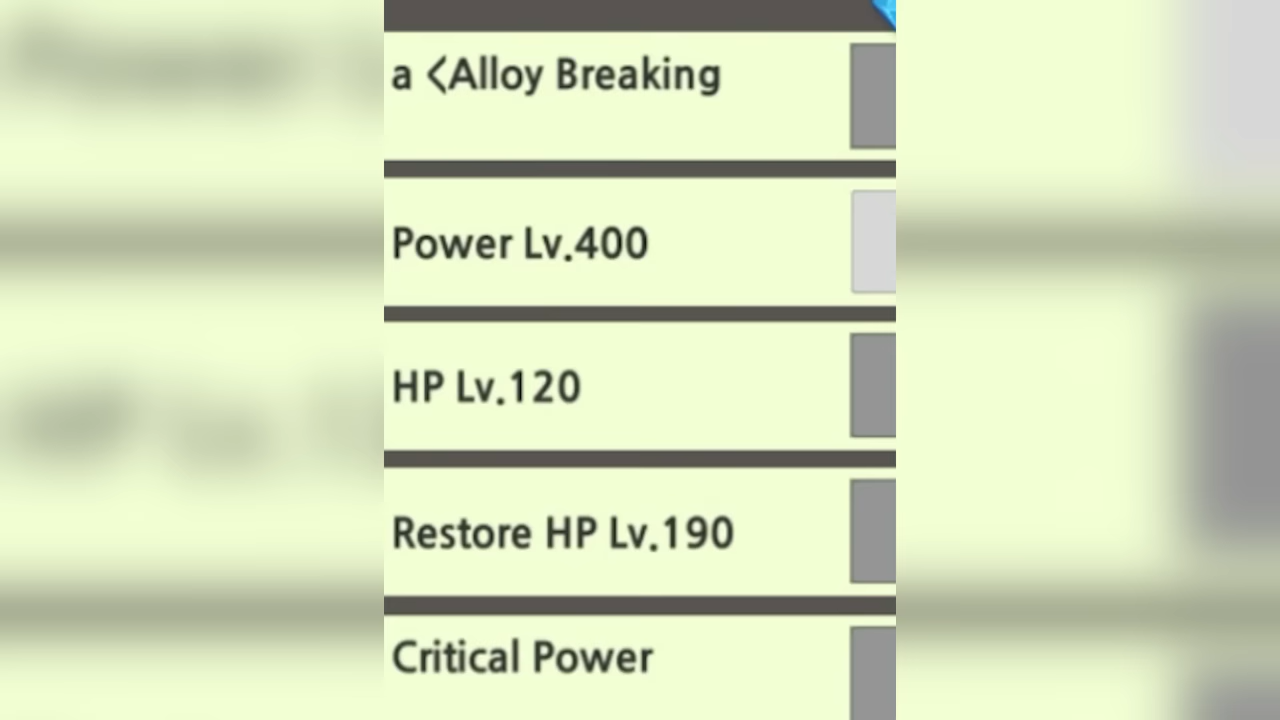 a <Alloy Breaking
Power Lv.400
HP Lv.120
Restore HP Lv.190
Critical Power